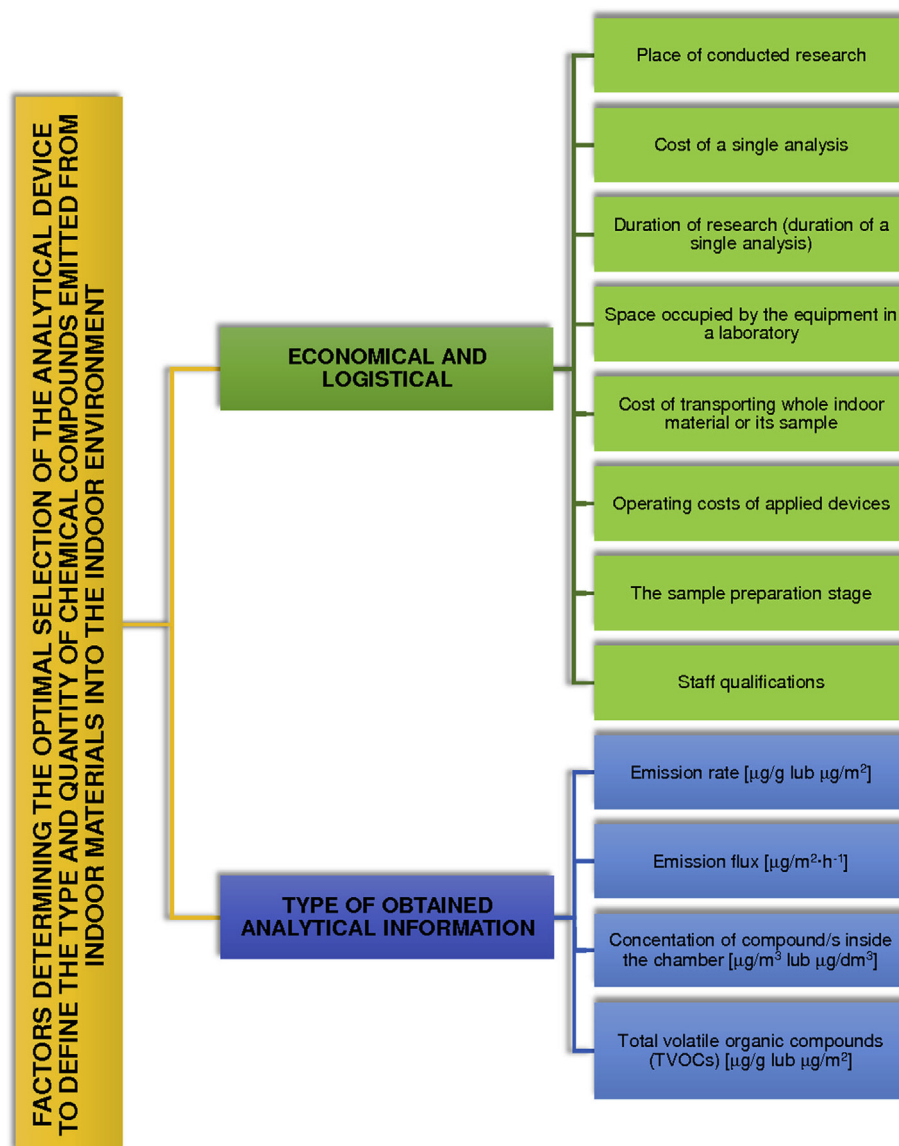 FACTORS DETERMINING THE OPTIMAL SELECTION OF THE ANALYTICAL DEVICE
TO DEFINE THE TYPE AND QUANTITY OF CHEMICAL COMPOUNDS EMITTED FROM
INDOOR MATERIALS INTO THE INDOOR ENVIRONMENT
ECONOMICAL AND
LOGISTICAL
Place of conducted research
Cost of a single analysis
Duration of research (duration of a
single analysis)
Space occupied by the equipment in
a laboratory
Cost of transporting whole indoor
material or its sample
Operating costs of applied devices
The sample preparation stage
Staff qualifications
TYPE OF OBTAINED
ANALYTICAL INFORMATION
Emission rate [µg/g lub µg/m²]
Emission flux [µg/m²·h⁻¹]
Concentation of compound/s inside
the chamber [µg/m³ lub µg/dm³]
Total volatile organic compounds
(TVOCs) [µg/g lub µg/m²]